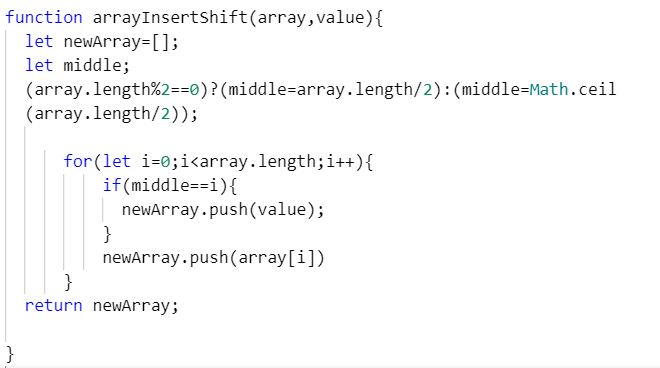 function arrayInsertShift(array,value){
let newArray=[];
let middle;
(array.length%2==0)?(middle=array.length/2):(middle=Math.ceil
(array.length/2));
for(let i=0;i<array.length;i++){
if(middle==i){
newArray.push(value);
}
newArray.push(array[i])
}
return newArray;
}